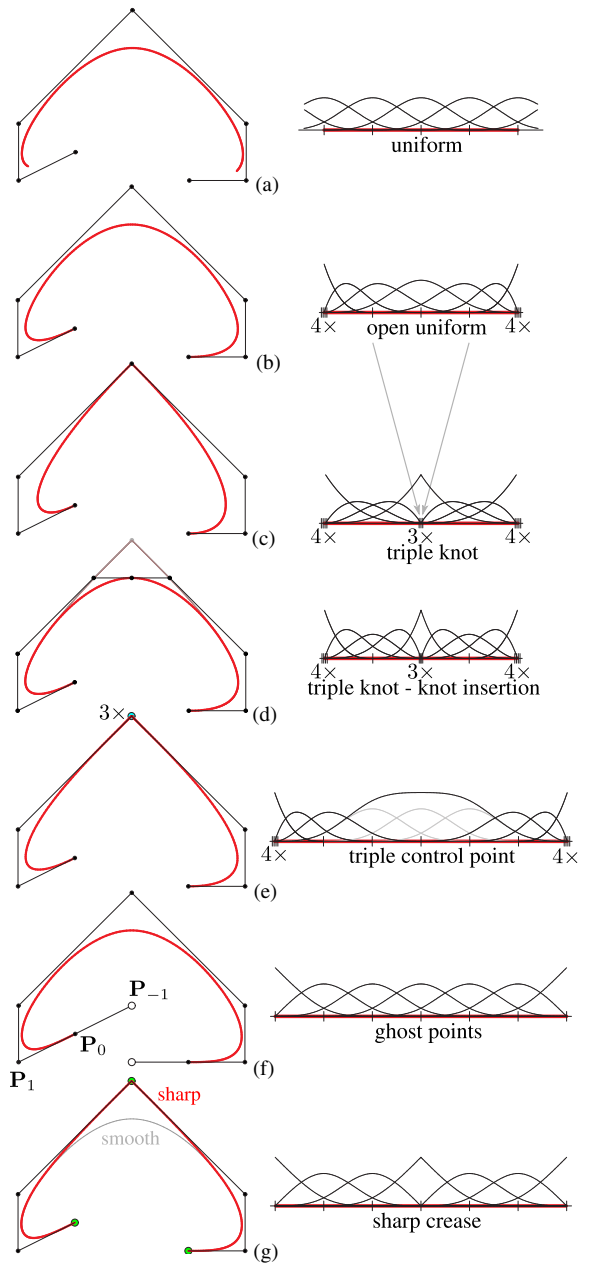 (a)
uniform
(b)
4× open uniform 4×
(c)
4× 3× 4×
triple knot
(d)
4× 3× 4×
triple knot - knot insertion
3×
(e)
4× triple control point 4×
P₋₁
P₀
P₁
(f)
ghost points
sharp
smooth
(g)
sharp crease